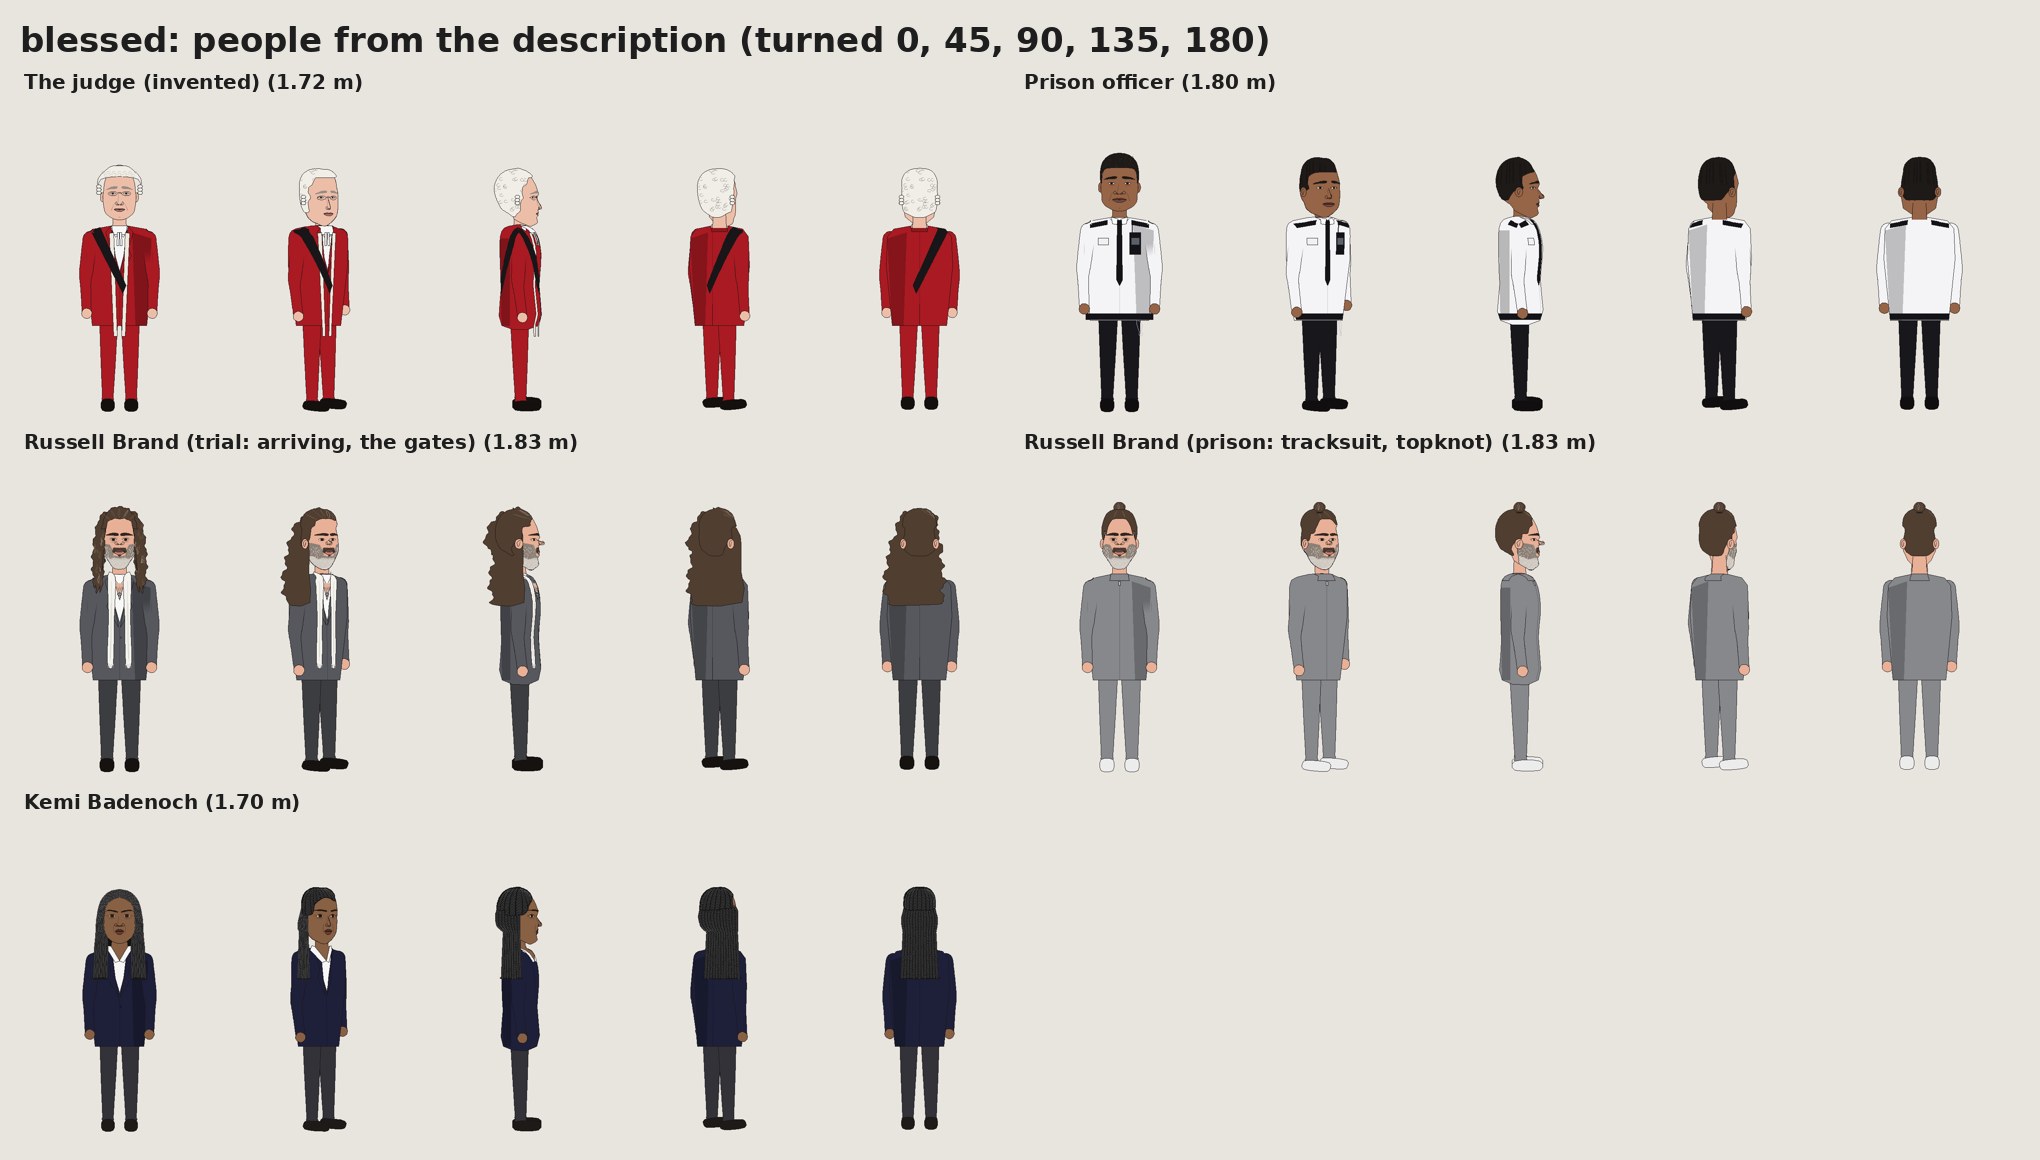 blessed: people from the description (turned 0, 45, 90, 135, 180)
The judge (invented) (1.72 m)
Prison officer (1.80 m)
Russell Brand (trial: arriving, the gates) (1.83 m)
Russell Brand (prison: tracksuit, topknot) (1.83 m)
Kemi Badenoch (1.70 m)